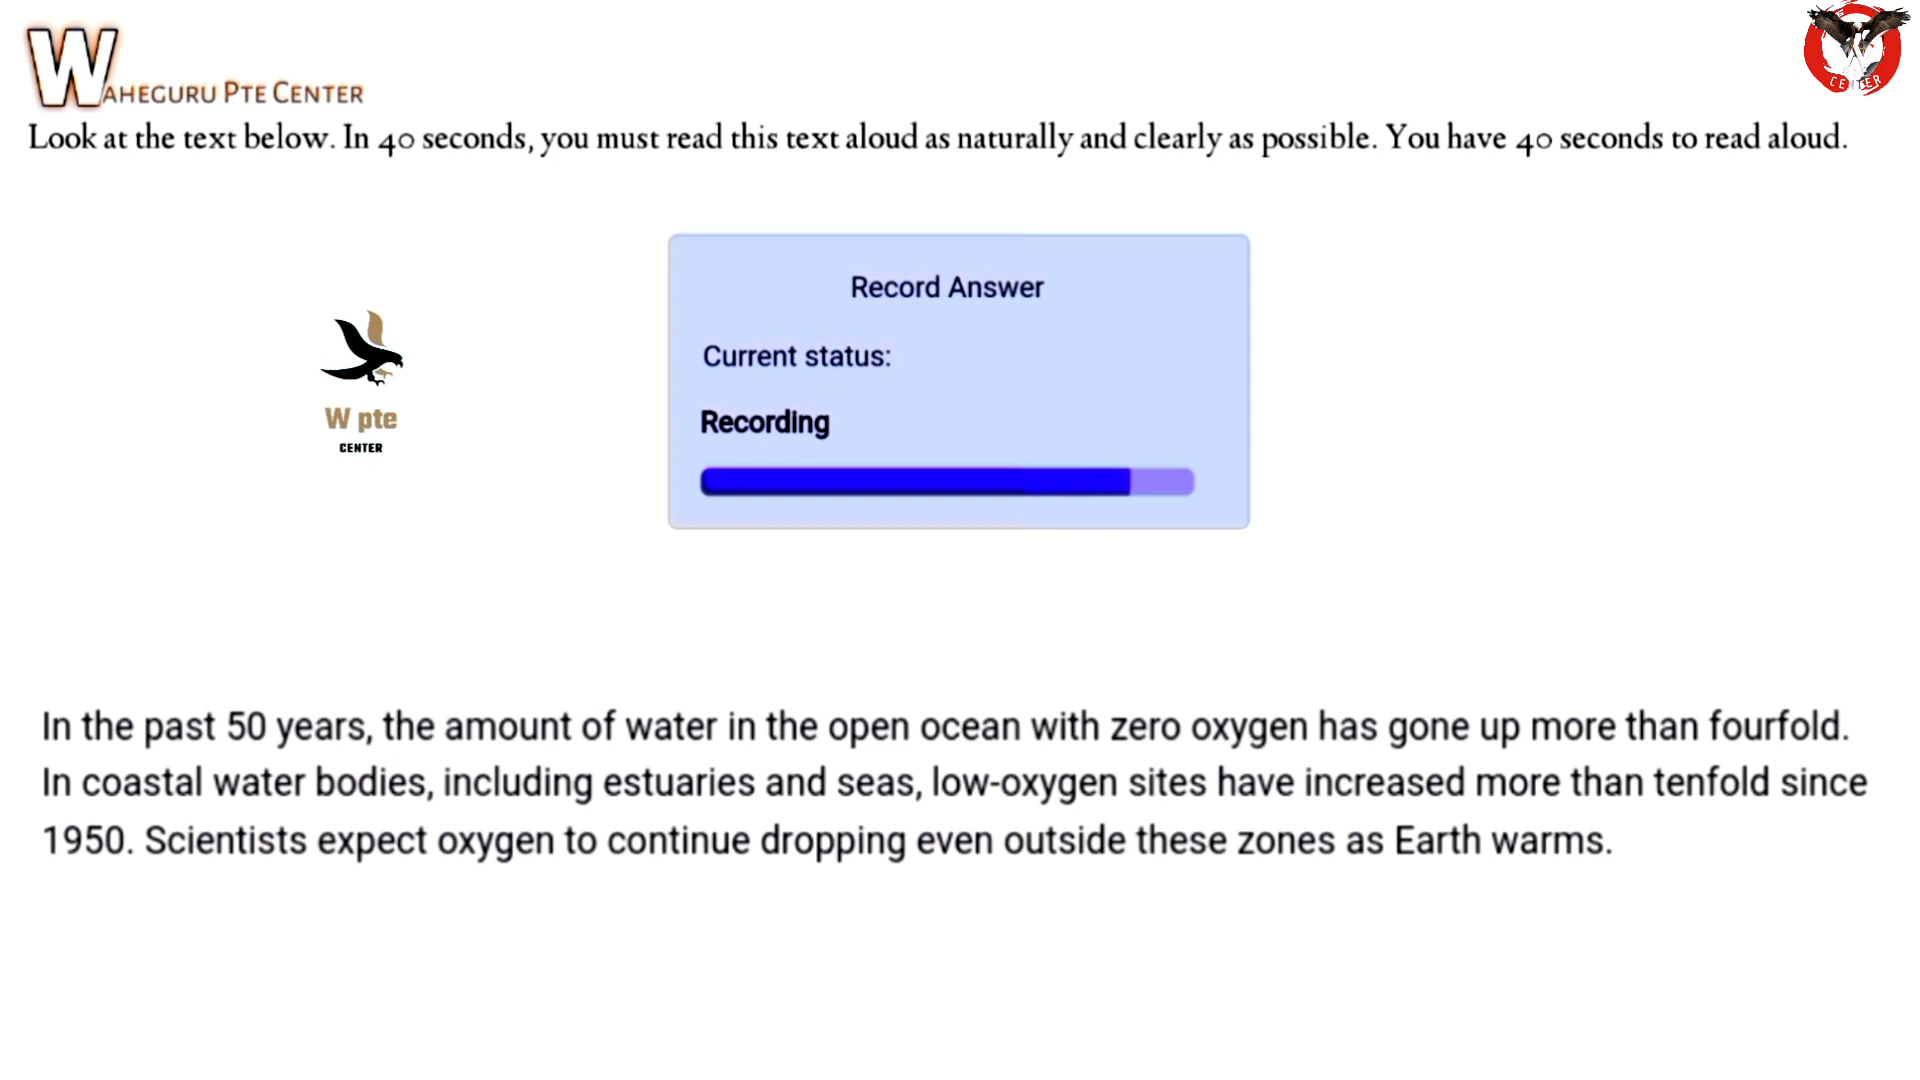 WAHEGURU PTE CENTER
CENTER
Look at the text below. In 40 seconds, you must read this text aloud as naturally and clearly as possible. You have 40 seconds to read aloud.
Record Answer
Current status:
Recording
W pte
CENTER
In the past 50 years, the amount of water in the open ocean with zero oxygen has gone up more than fourfold.
In coastal water bodies, including estuaries and seas, low-oxygen sites have increased more than tenfold since
1950. Scientists expect oxygen to continue dropping even outside these zones as Earth warms.